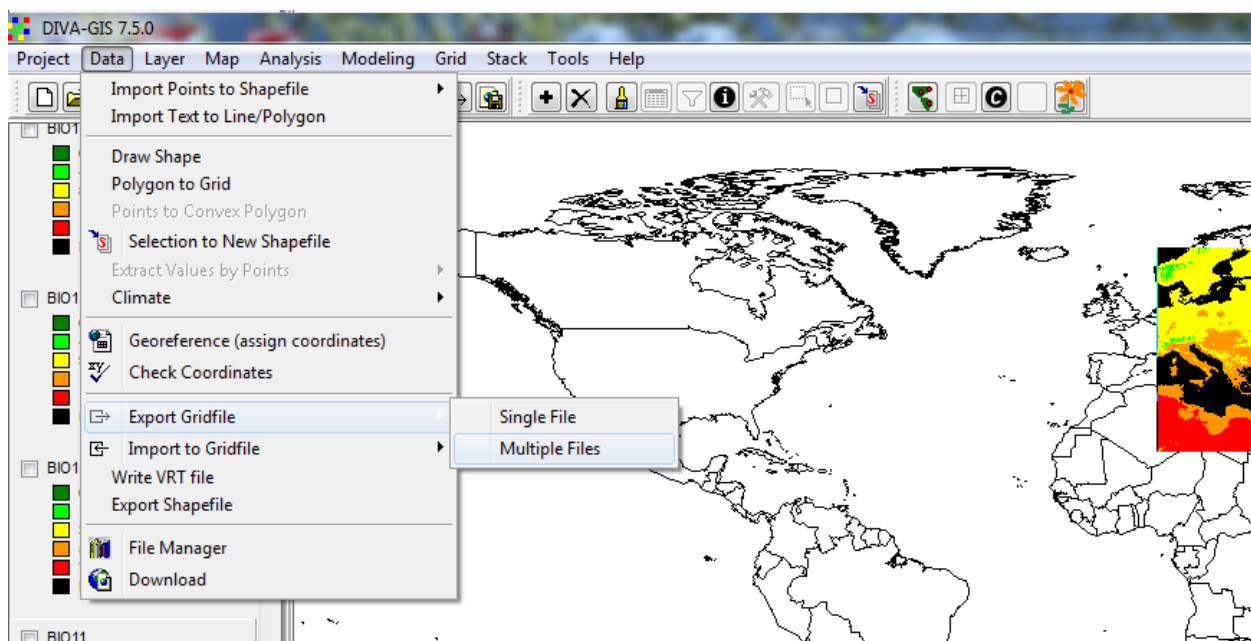 DIVA-GIS 7.5.0
Project Data Layer Map Analysis Modeling Grid Stack Tools Help
Import Points to Shapefile
Import Text to Line/Polygon
Draw Shape
Polygon to Grid
Points to Convex Polygon
Selection to New Shapefile
Extract Values by Points
Climate
Georeference (assign coordinates)
Check Coordinates
Export Gridfile
Single File
Import to Gridfile
Multiple Files
Write VRT file
Export Shapefile
File Manager
Download
BIO1
BIO1
BIO1
BIO11